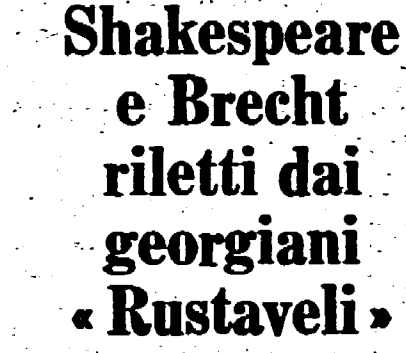 Shakespeare
e Brecht
riletti dai
georgiani
« Rustaveli »